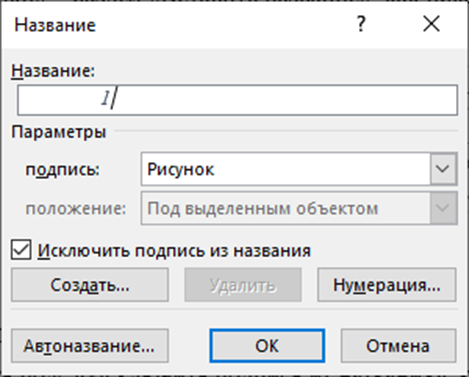 Название
? ×
Название:
1
Параметры
подпись: Рисунок
положение: Под выделенным объектом
Исключить подпись из названия
Создать... Удалить Нумерация...
Автоназвание... ОК Отмена